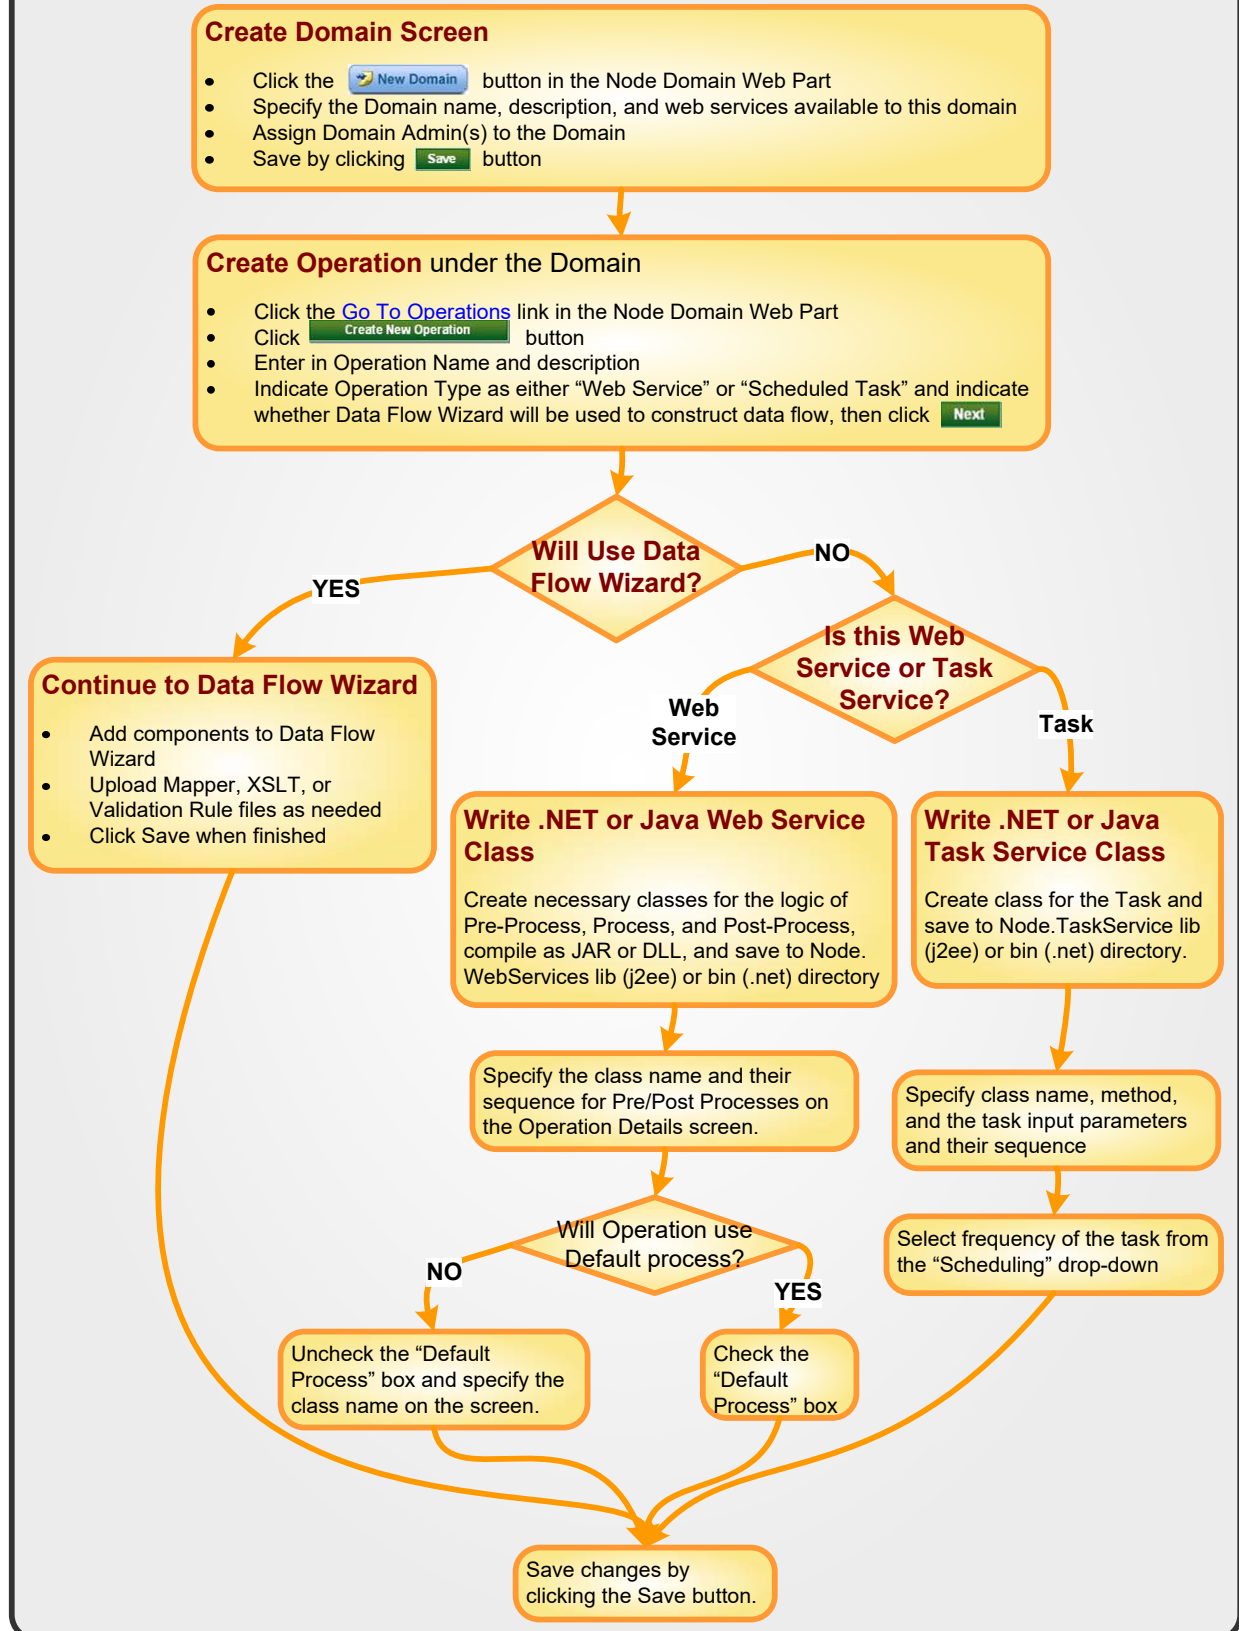 Create Domain Screen
• Click the New Domain button in the Node Domain Web Part
• Specify the Domain name, description, and web services available to this domain
• Assign Domain Admin(s) to the Domain
• Save by clicking Save button
Create Operation under the Domain
• Click the Go To Operations link in the Node Domain Web Part
• Click Create New Operation button
• Enter in Operation Name and description
• Indicate Operation Type as either “Web Service” or “Scheduled Task” and indicate
whether Data Flow Wizard will be used to construct data flow, then click Next
Will Use Data
Flow Wizard?
YES
NO
Is this Web
Service or Task
Service?
Web
Service
Task
Continue to Data Flow Wizard
• Add components to Data Flow
Wizard
• Upload Mapper, XSLT, or
Validation Rule files as needed
• Click Save when finished
Write .NET or Java Web Service
Class
Create necessary classes for the logic of
Pre-Process, Process, and Post-Process,
compile as JAR or DLL, and save to Node.
WebServices lib (j2ee) or bin (.net) directory
Write .NET or Java
Task Service Class
Create class for the Task and
save to Node.TaskService lib
(j2ee) or bin (.net) directory.
Specify the class name and their
sequence for Pre/Post Processes on
the Operation Details screen.
Specify class name, method,
and the task input parameters
and their sequence
Will Operation use
Default process?
NO
YES
Select frequency of the task from
the “Scheduling” drop-down
Uncheck the “Default
Process” box and specify the
class name on the screen.
Check the
“Default
Process” box
Save changes by
clicking the Save button.